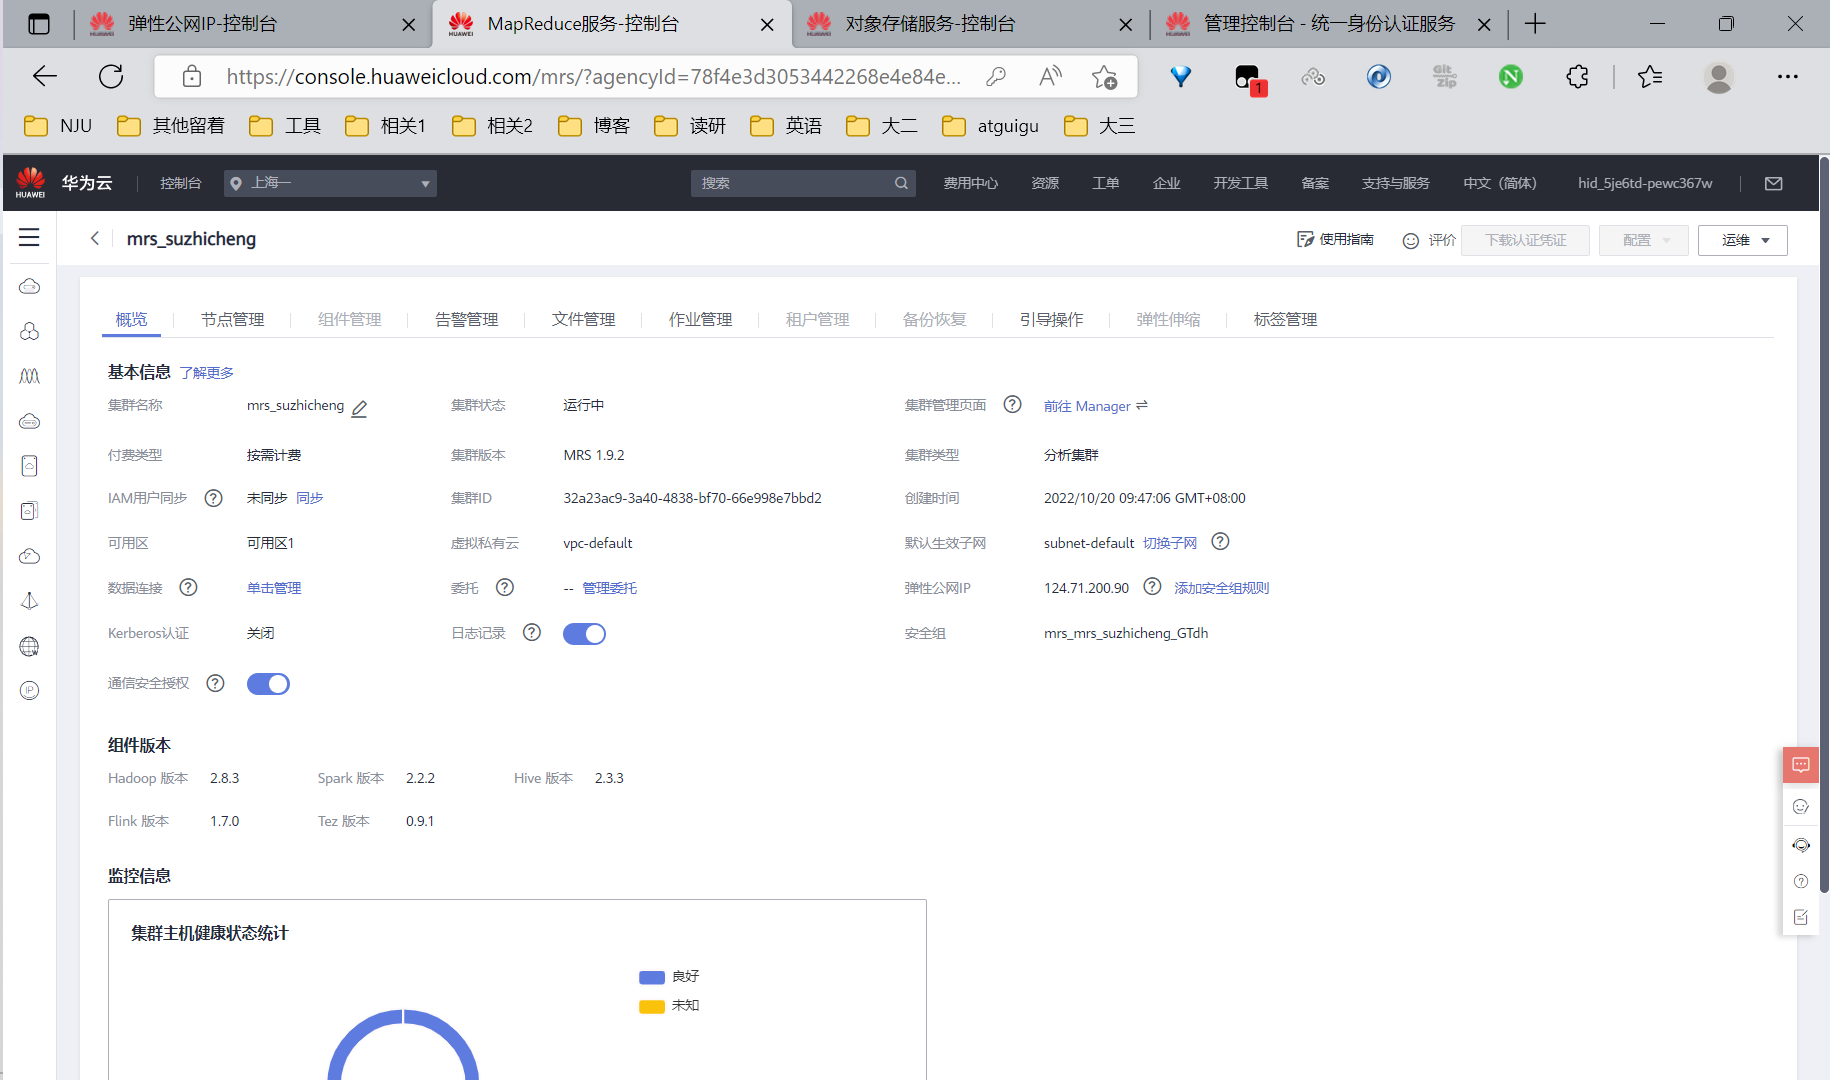 弹性公网IP-控制台
MapReduce服务-控制台
对象存储服务-控制台
管理控制台 - 统一身份认证服务
https://console.huaweicloud.com/mrs/?agencyId=78f4e3d3053442268e4e84e...
1
NJU 其他留着 工具 相关1 相关2 博客 读研 英语 大二 atguigu 大三
HUAWEI 华为云 控制台 上海一 搜索 费用中心 资源 工单 企业 开发工具 备案 支持与服务 中文（简体） hid_5je6td-pewc367w
mrs_suzhicheng 使用指南 评价 下载认证凭证 配置 运维
概览 节点管理 组件管理 告警管理 文件管理 作业管理 租户管理 备份恢复 引导操作 弹性伸缩 标签管理
基本信息 了解更多
集群名称 mrs_suzhicheng 集群状态 运行中 集群管理页面 前往 Manager
付费类型 按需计费 集群版本 MRS 1.9.2 集群类型 分析集群
IAM用户同步 未同步 同步 集群ID 32a23ac9-3a40-4838-bf70-66e998e7bbd2 创建时间 2022/10/20 09:47:06 GMT+08:00
可用区 可用区1 虚拟私有云 vpc-default 默认生效子网 subnet-default 切换子网
数据连接 单击管理 委托 -- 管理委托 弹性公网IP 124.71.200.90 添加安全组规则
Kerberos认证 关闭 日志记录 安全组 mrs_mrs_suzhicheng_GTdh
通信安全授权
组件版本
Hadoop 版本 2.8.3 Spark 版本 2.2.2 Hive 版本 2.3.3
Flink 版本 1.7.0 Tez 版本 0.9.1
监控信息
集群主机健康状态统计
良好
未知